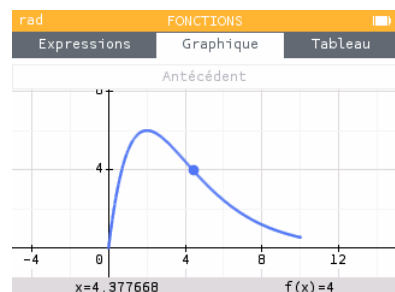 rad FONCTIONS
Expressions Graphique Tableau
Antécédent
4
-4 0 4 8 12
x=4.377668 f(x)=4